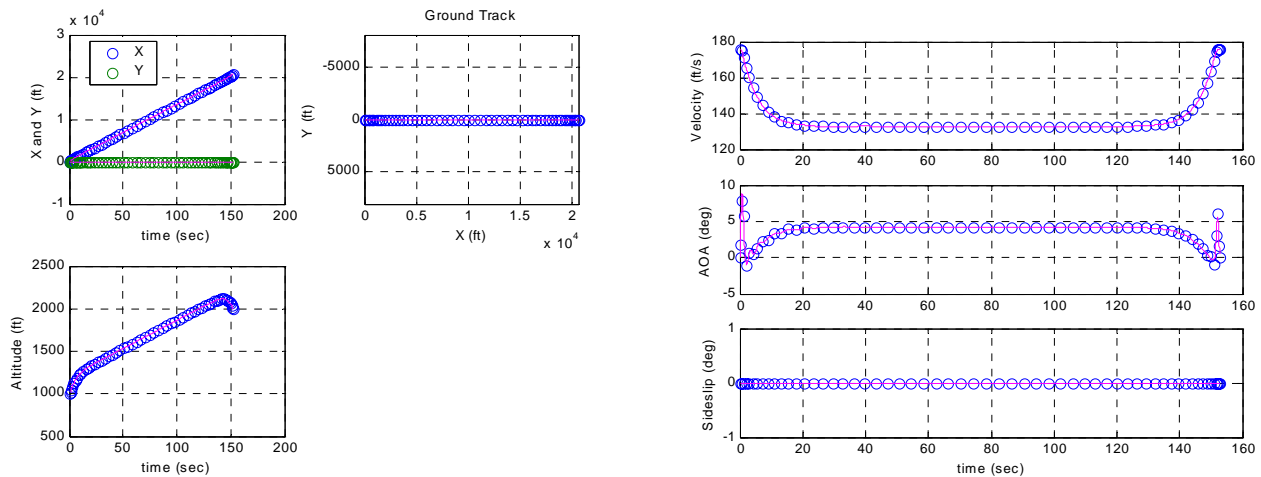 x 10^4
3
2
1
0
-1
X and Y (ft)
X
Y
0 50 100 150 200
time (sec)
Ground Track
-5000
0
5000
Y (ft)
0 0.5 1 1.5 2
X (ft)
x 10^4
2500
2000
1500
1000
500
Altitude (ft)
0 50 100 150 200
time (sec)
180
160
140
120
Velocity (ft/s)
0 20 40 60 80 100 120 140 160
10
5
0
-5
AOA (deg)
0 20 40 60 80 100 120 140 160
1
0
-1
Sideslip (deg)
0 20 40 60 80 100 120 140 160
time (sec)